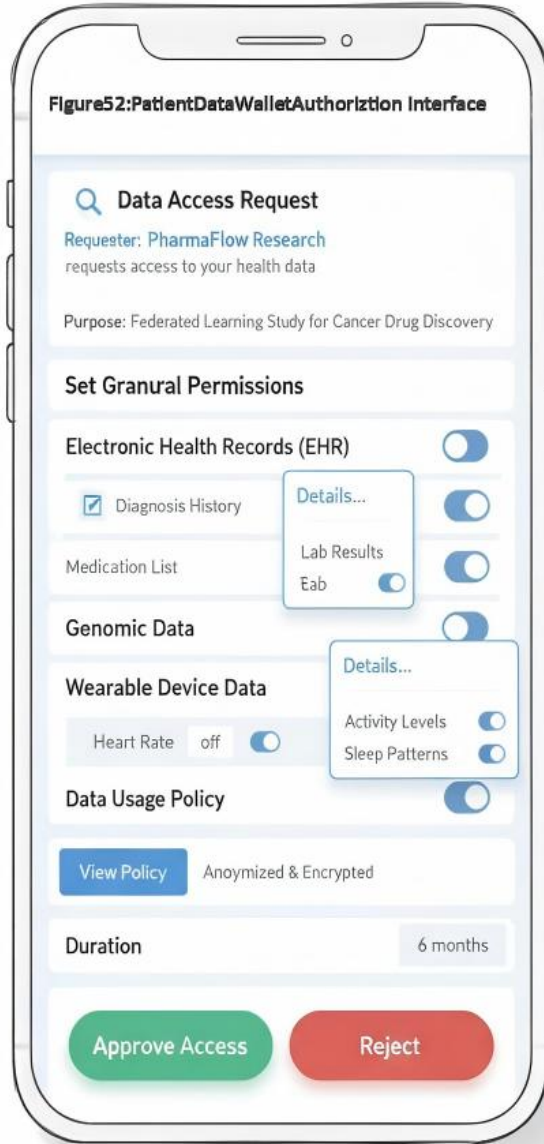 Figure52:PatientDataWalletAuthoriztion Interface
Data Access Request
Requester: PharmaFlow Research
requests access to your health data
Purpose: Federated Learning Study for Cancer Drug Discovery
Set Granural Permissions
Electronic Health Records (EHR)
Diagnosis History
Details...
Lab Results
Eab
Medication List
Genomic Data
Details...
Activity Levels
Sleep Patterns
Wearable Device Data
Heart Rate off
Data Usage Policy
View Policy Anoymized & Encrypted
Duration 6 months
Approve Access Reject